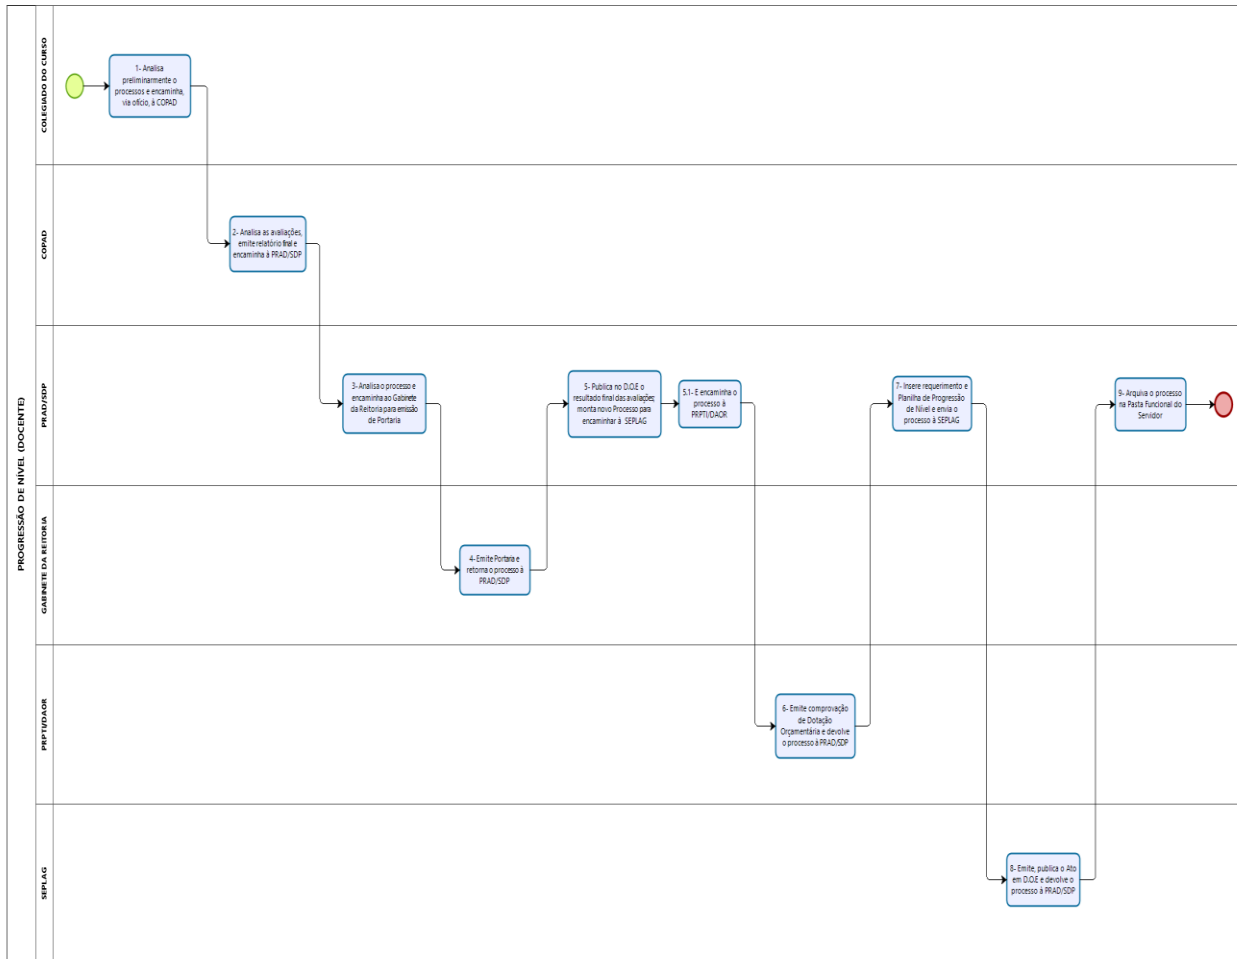 PROGRESSÃO DE NÍVEL (DOCENTE)
COLEGIADO DO CURSO
1- Analisa
preliminarmente o
processos e encaminha,
via ofício, à COPAD
COPAD
2- Analisa as avaliações,
emite relatório final e
encaminha à PRAD/SDP
PRAD/SDP
3- Analisa o processo e
encaminha ao Gabinete
da Reitoria para emissão
de Portaria
5- Publica no D.O.E o
resultado final das avaliações;
monta novo Processo para
encaminhar à SEPLAG
5.1- E encaminha o
processo à
PRPTI/DAOR
7- Insere requerimento e
Planilha de Progressão
de Nível e envia o
processo à SEPLAG
9- Arquiva o processo
na Pasta Funcional do
Servidor
GABINETE DA REITORIA
4- Emite Portaria e
retorna o processo à
PRAD/SDP
PRPTI/DAOR
6- Emite comprovação
de Dotação
Orçamentária e devolve
o processo à PRAD/SDP
SEPLAG
8- Emite, publica o Ato
em D.O.E e devolve o
processo à PRAD/SDP